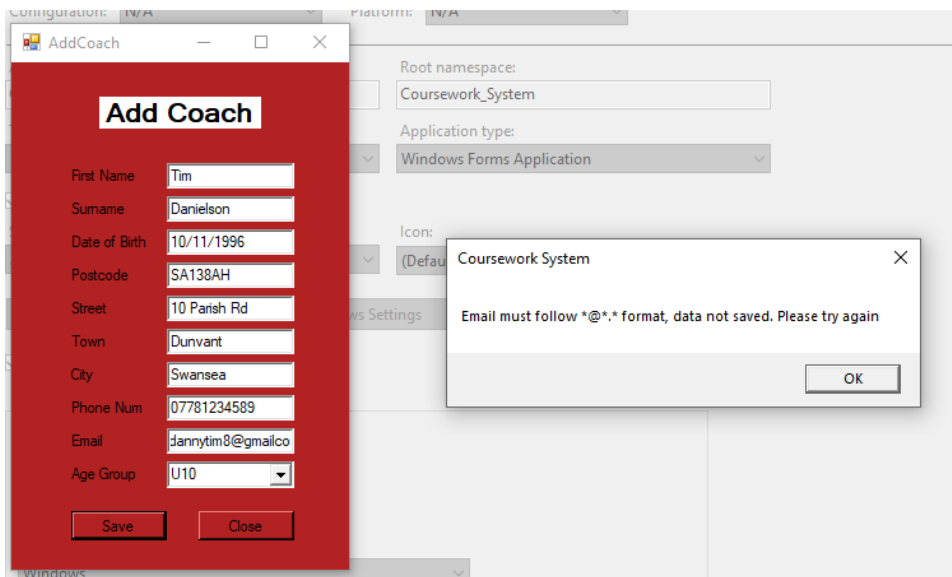 Configuration: N/A
Platform: N/A
AddCoach
Root namespace:
Coursework_System
Add Coach
Application type:
Windows Forms Application
First Name Tim
Surname Danielson
Date of Birth 10/11/1996
Icon:
(Defau
Postcode SA138AH
Street 10 Parish Rd
ws Settings
Town Dunvant
City Swansea
Phone Num 07781234589
Email dannytim8@gmailco
Age Group U10
Save Close
Windows
Coursework System
Email must follow *@*.* format, data not saved. Please try again
OK